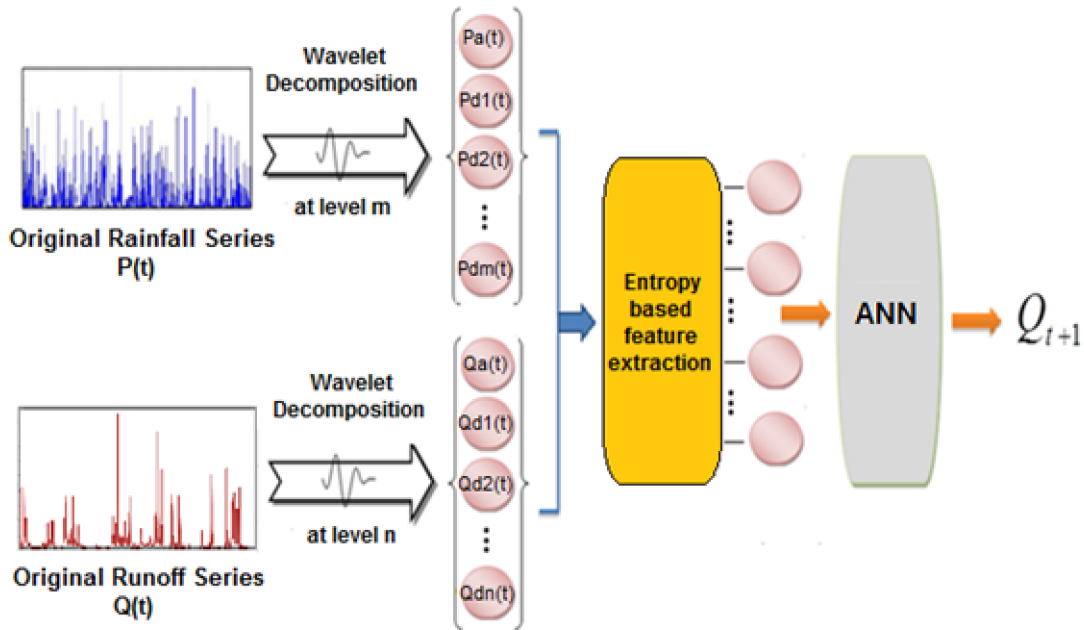 Wavelet
Decomposition
at level m
Original Rainfall Series
P(t)
Pa(t)
Pd1(t)
Pd2(t)
Pdm(t)
Wavelet
Decomposition
at level n
Original Runoff Series
Q(t)
Qa(t)
Qd1(t)
Qd2(t)
Qdn(t)
Entropy
based
feature
extraction
ANN
Qt+1